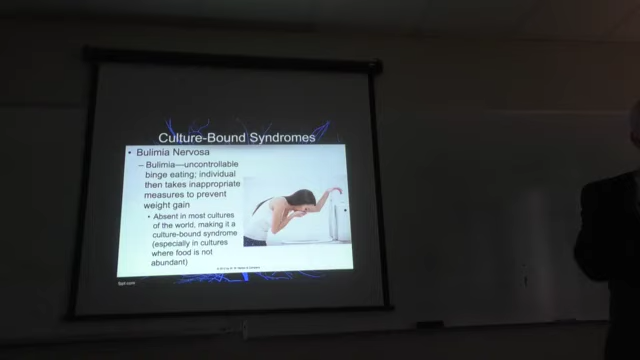 Culture-Bound Syndromes
• Bulimia Nervosa
– Bulimia—uncontrollable
binge eating; individual
then takes inappropriate
measures to prevent
weight gain
• Absent in most cultures
of the world, making it a
culture-bound syndrome
(especially in cultures
where food is not
abundant)